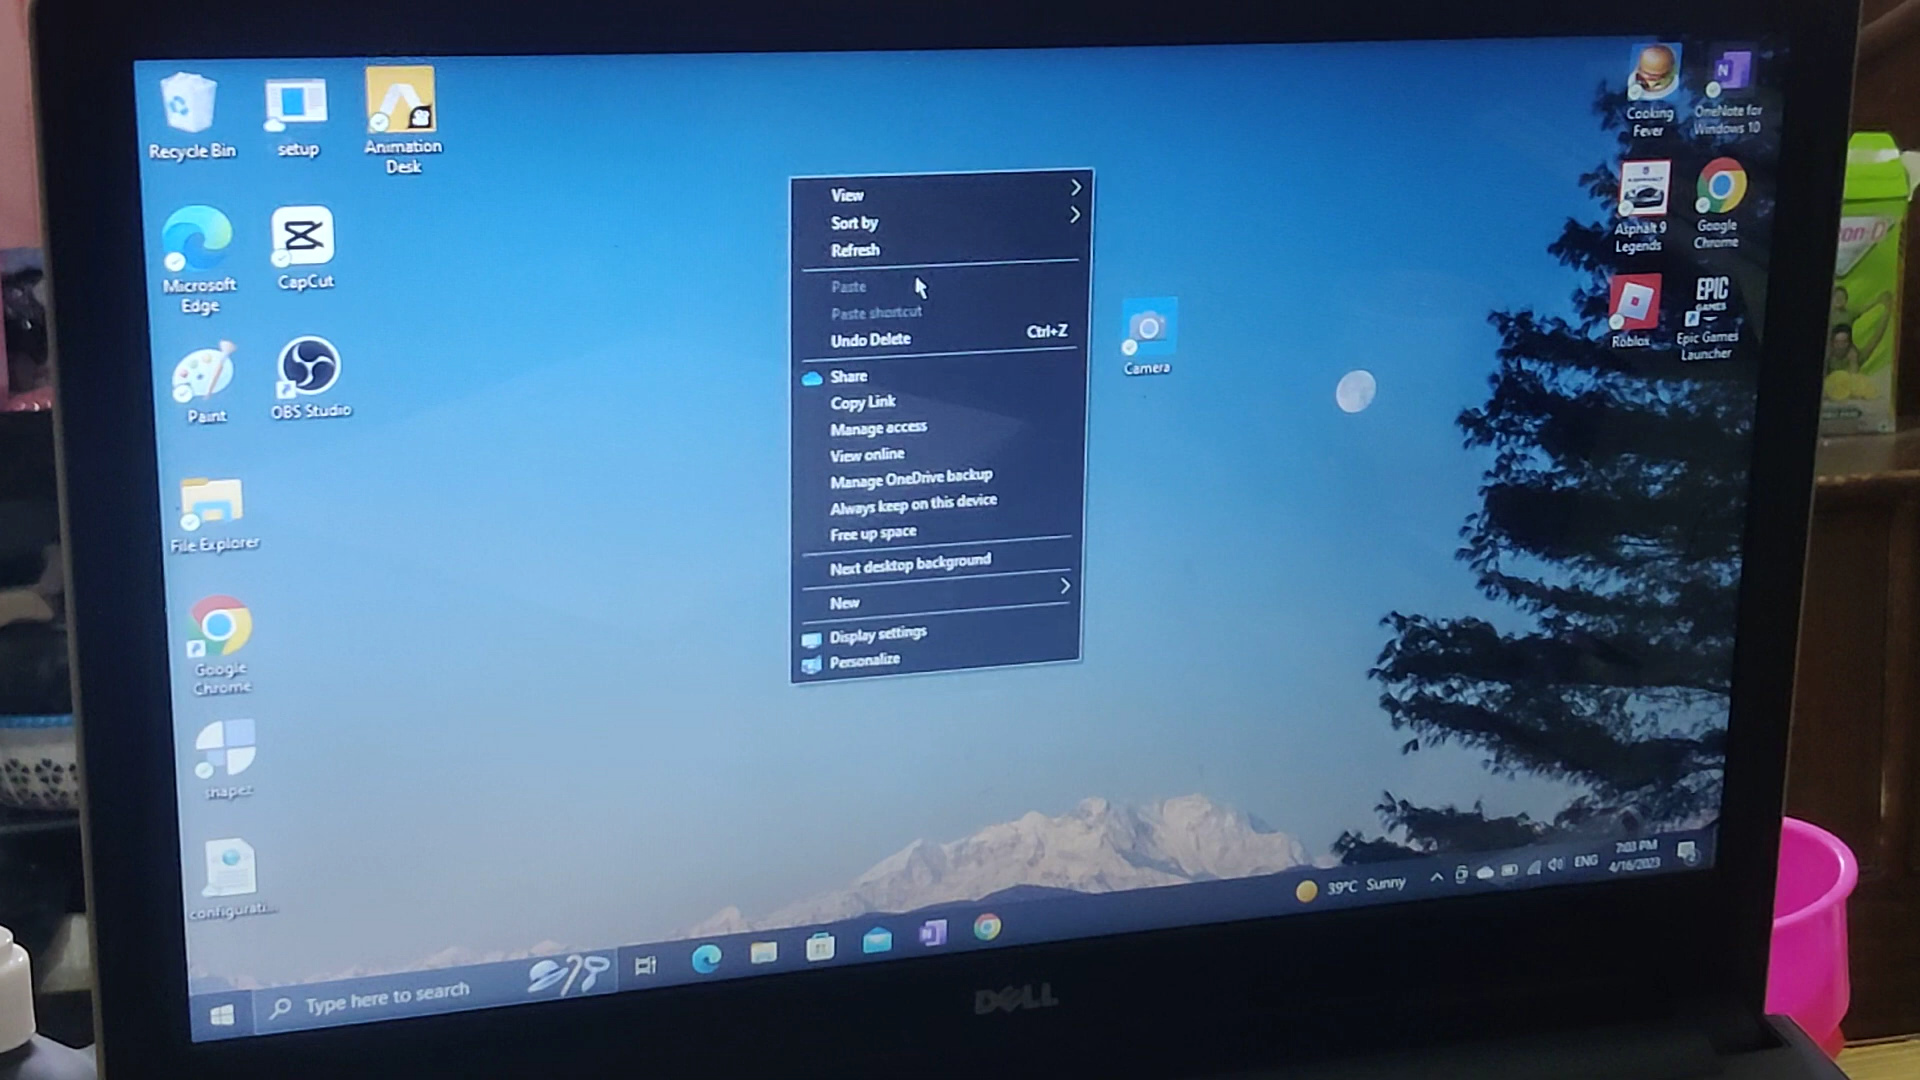 Recycle Bin
setup
Animation
Desk
Microsoft
Edge
CapCut
Paint
OBS Studio
File Explorer
Google
Chrome
shapez
configurati...
View
Sort by
Refresh
Paste
Paste shortcut
Undo Delete Ctrl+Z
Share
Copy Link
Manage access
View online
Manage OneDrive backup
Always keep on this device
Free up space
Next desktop background
New
Display settings
Personalize
Camera
Cooking
Fever
N
OneNote for
Windows 10
Asphalt 9
Legends
Google
Chrome
Roblox
EPIC
GAMES
Epic Games
Launcher
Type here to search
39°C Sunny
ENG
7:03 PM
4/16/2023
DELL